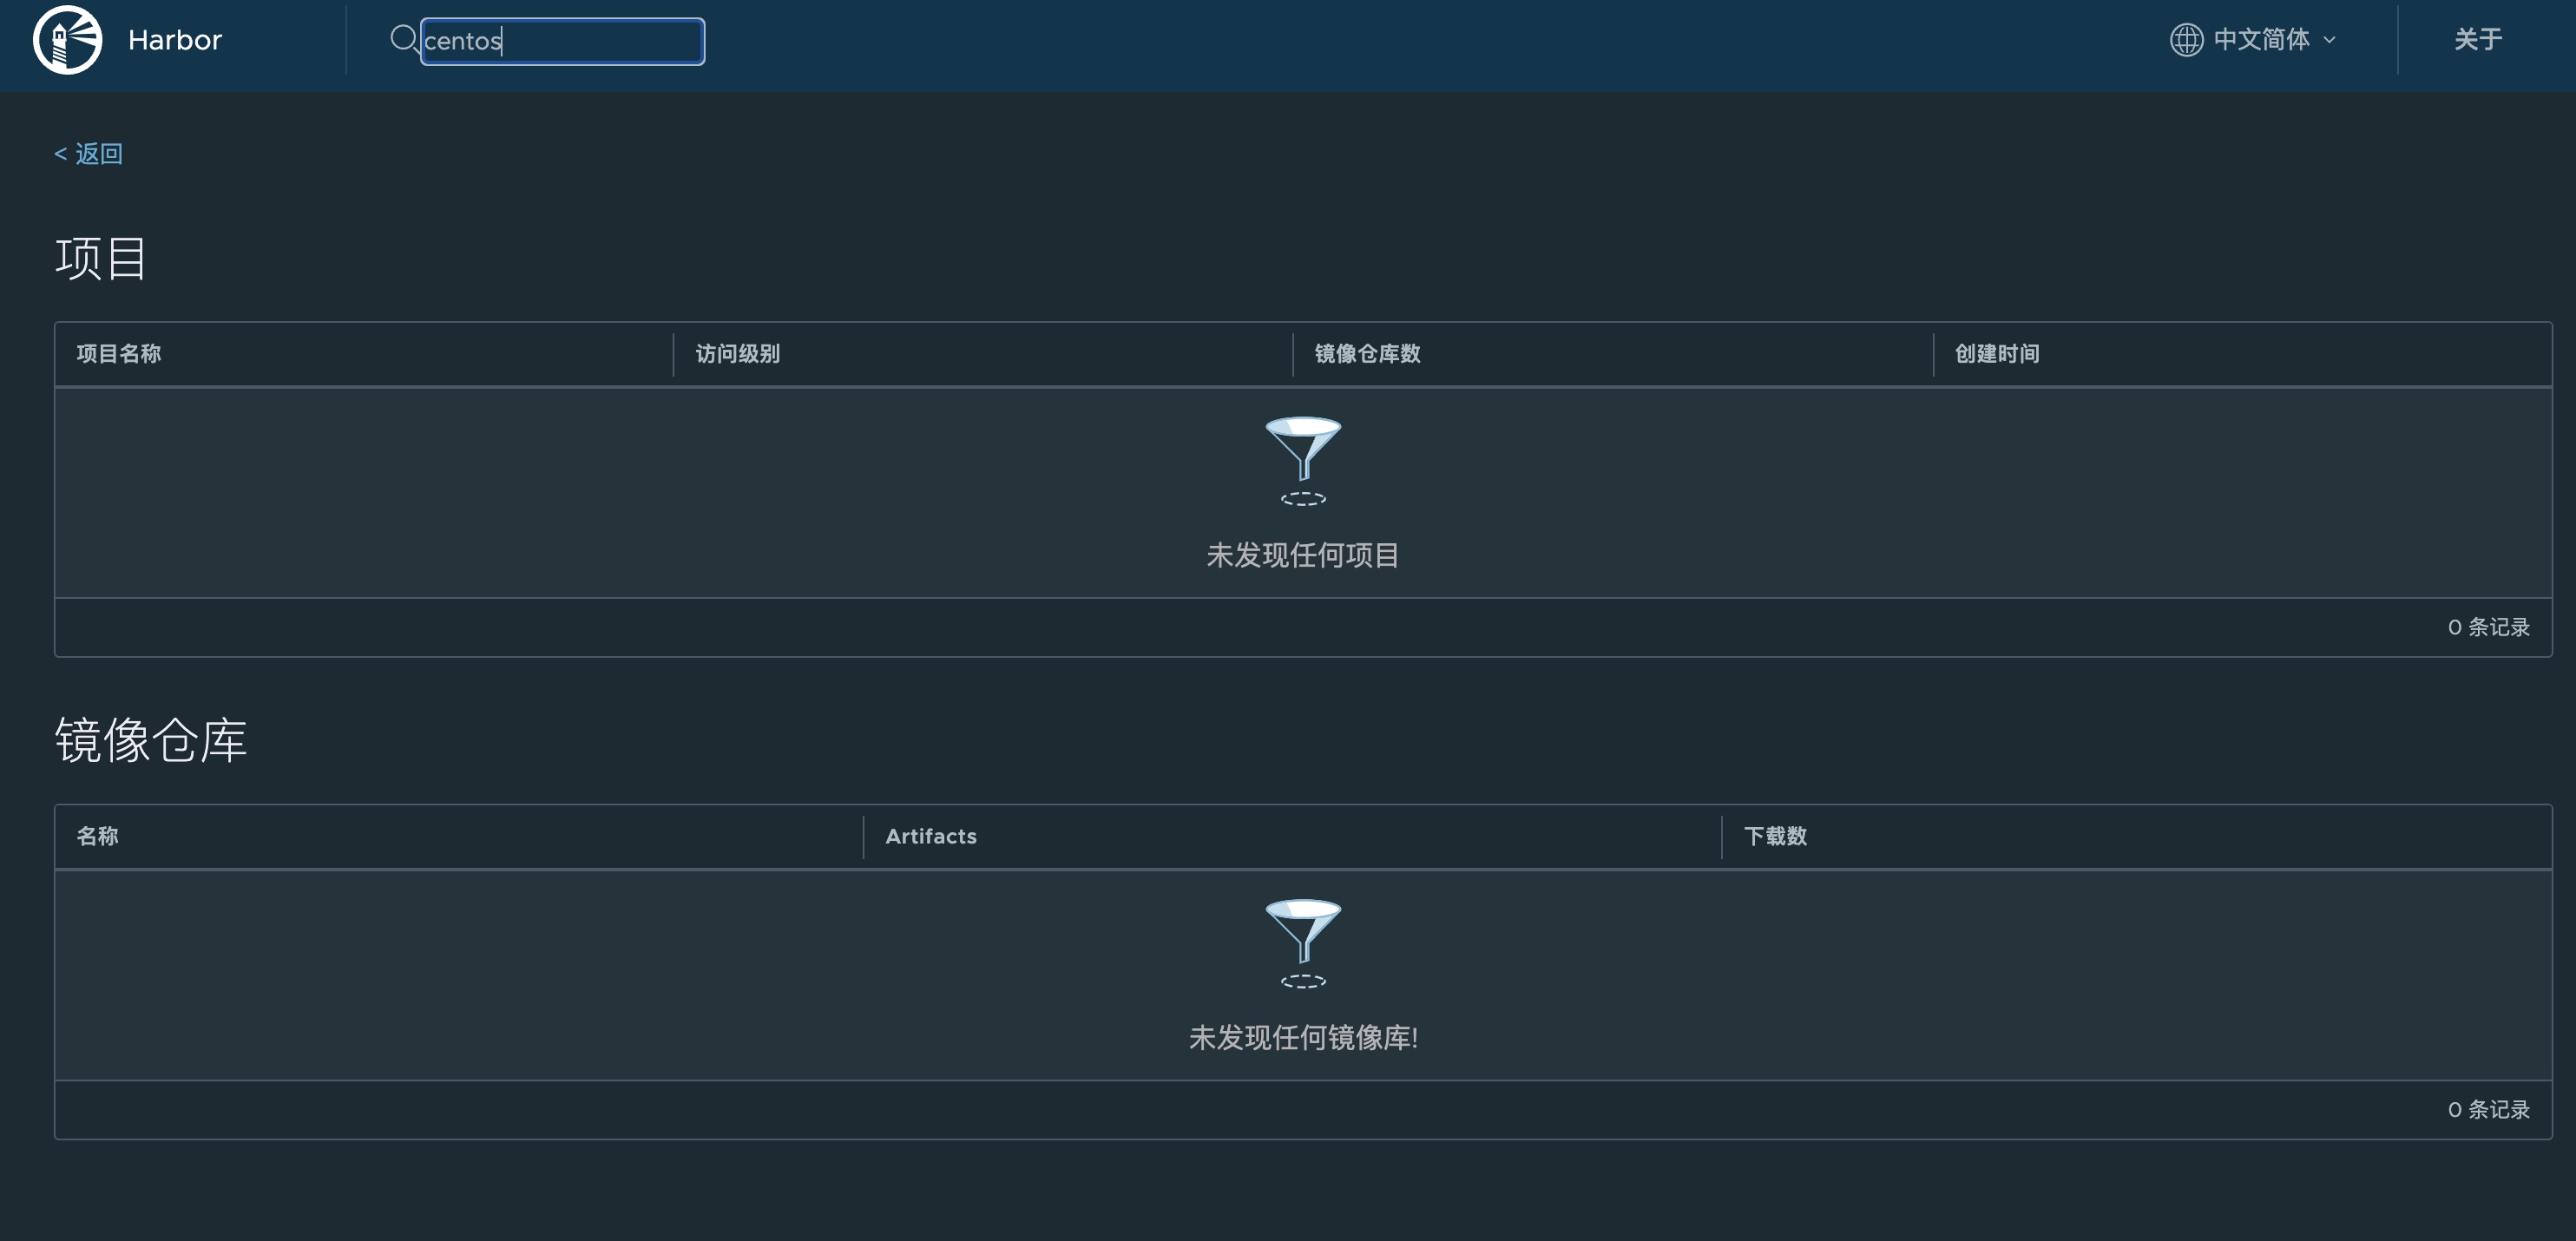 Harbor
centos
中文简体
关于
< 返回
项目
项目名称 访问级别 镜像仓库数 创建时间
未发现任何项目
0 条记录
镜像仓库
名称 Artifacts 下载数
未发现任何镜像库!
0 条记录